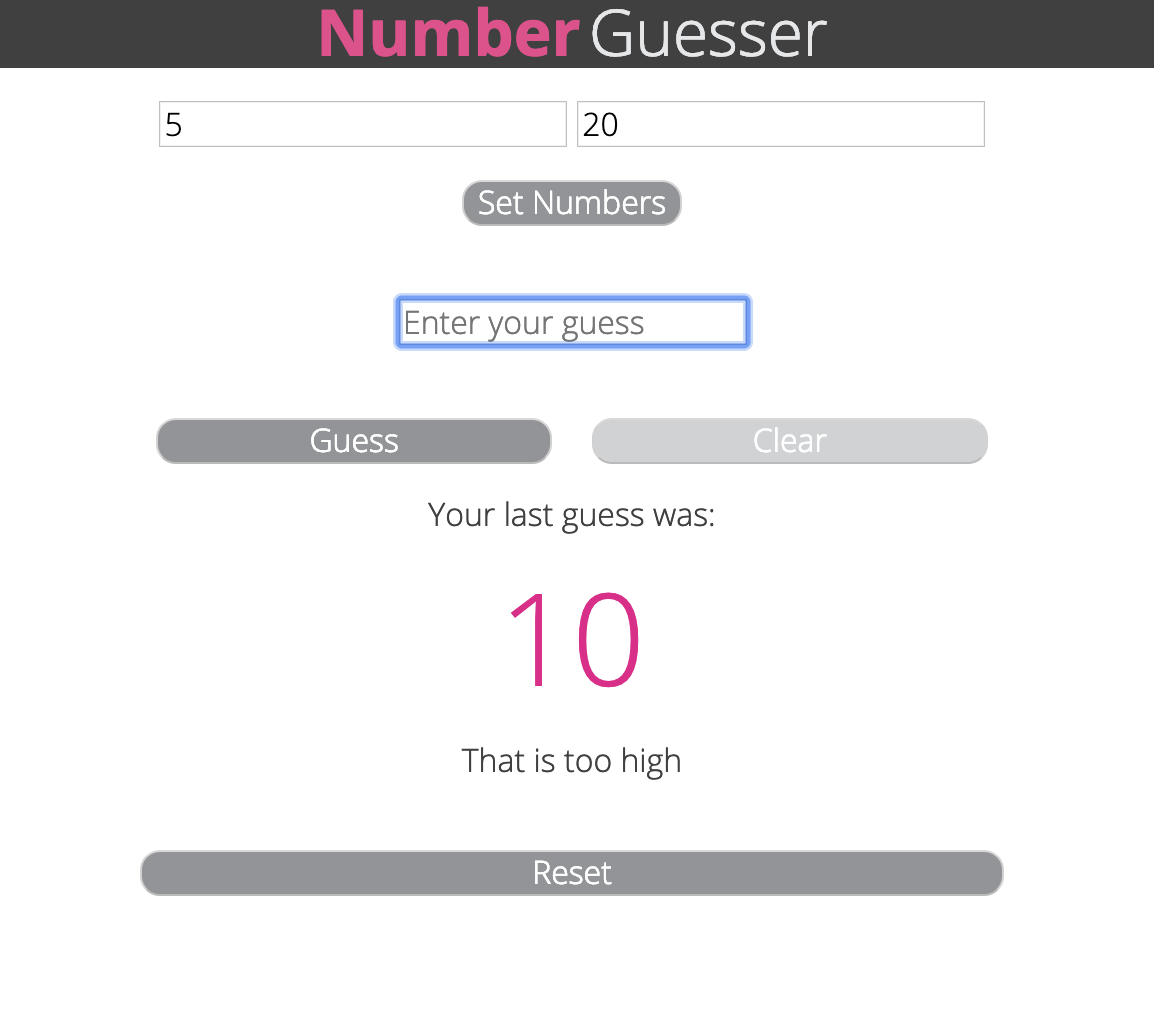 Number Guesser
5 20
Set Numbers
Enter your guess
Guess Clear
Your last guess was:
10
That is too high
Reset